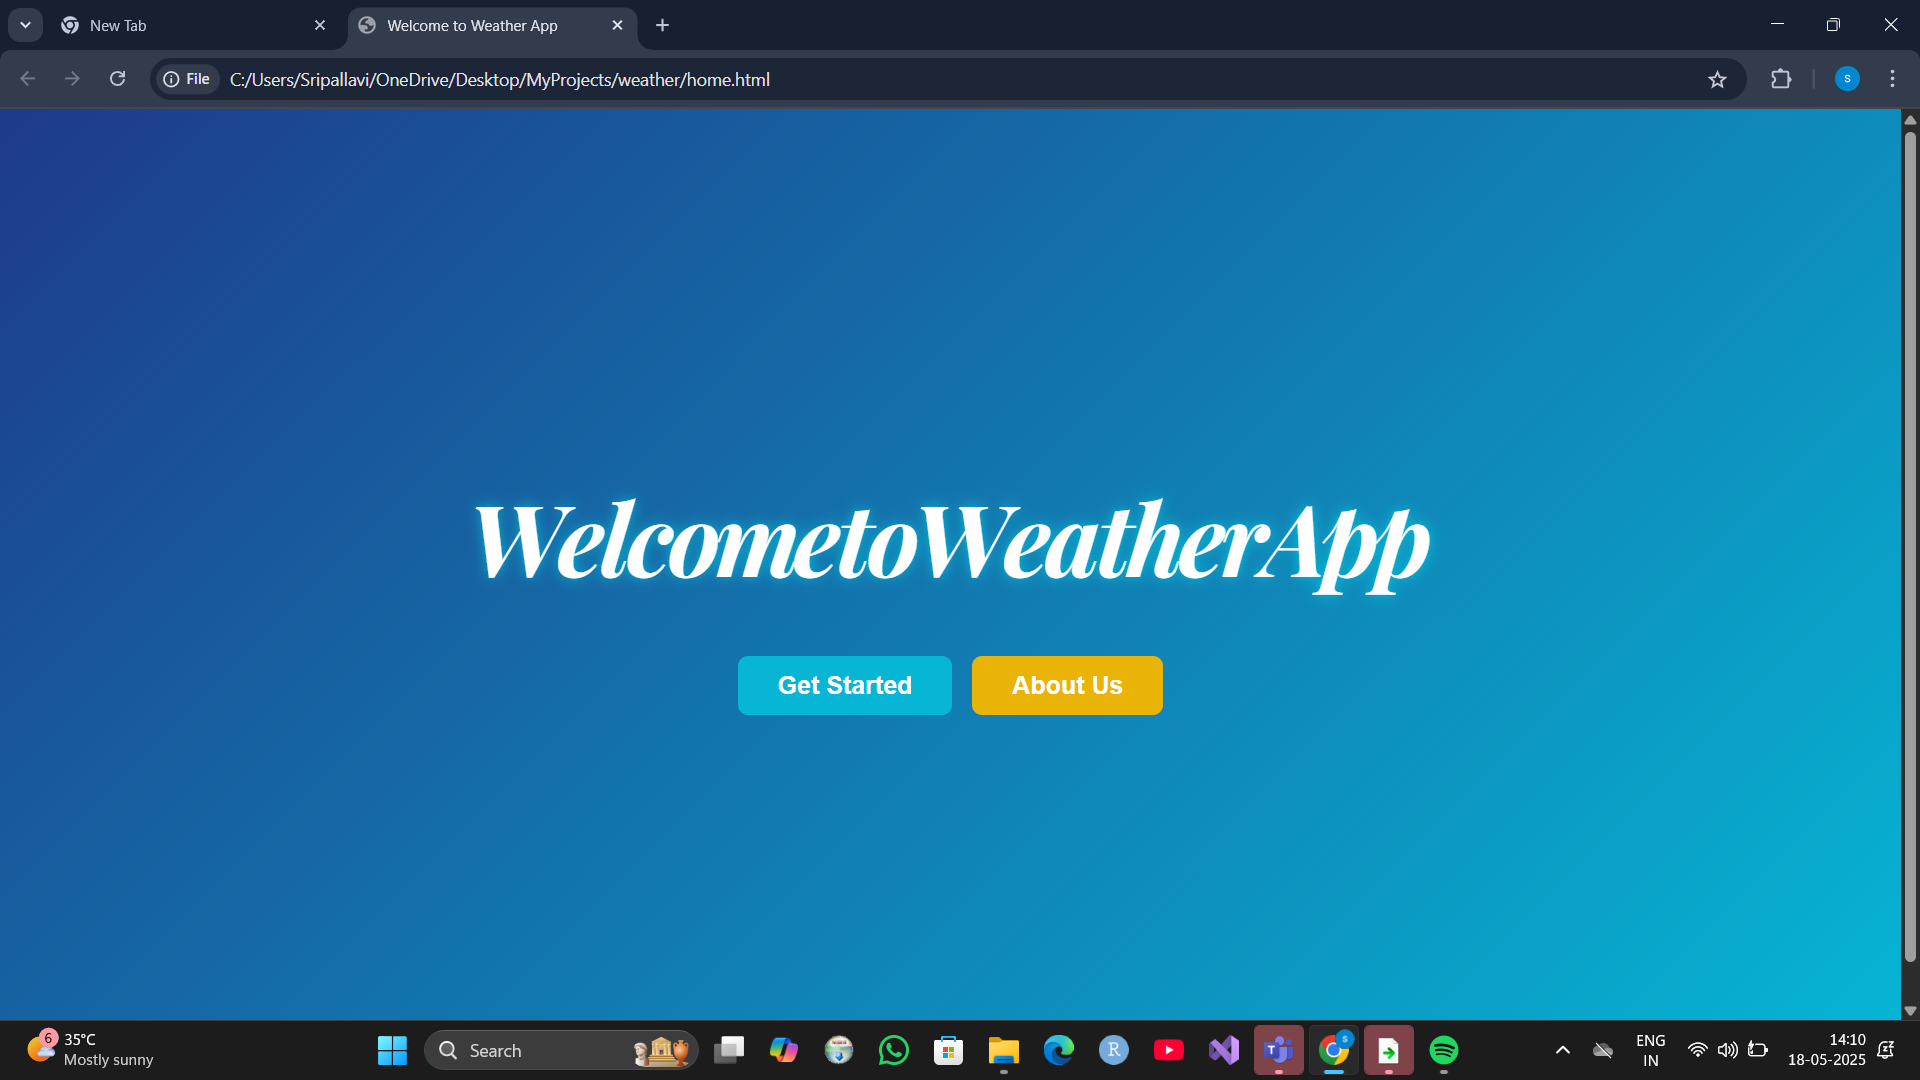 New Tab
Welcome to Weather App
File
C:/Users/Sripallavi/OneDrive/Desktop/MyProjects/weather/home.html
S
WelcometoWeatherApp
Get Started
About Us
6
35°C
Mostly sunny
Search
R
T
S
ENG
IN
14:10
18-05-2025